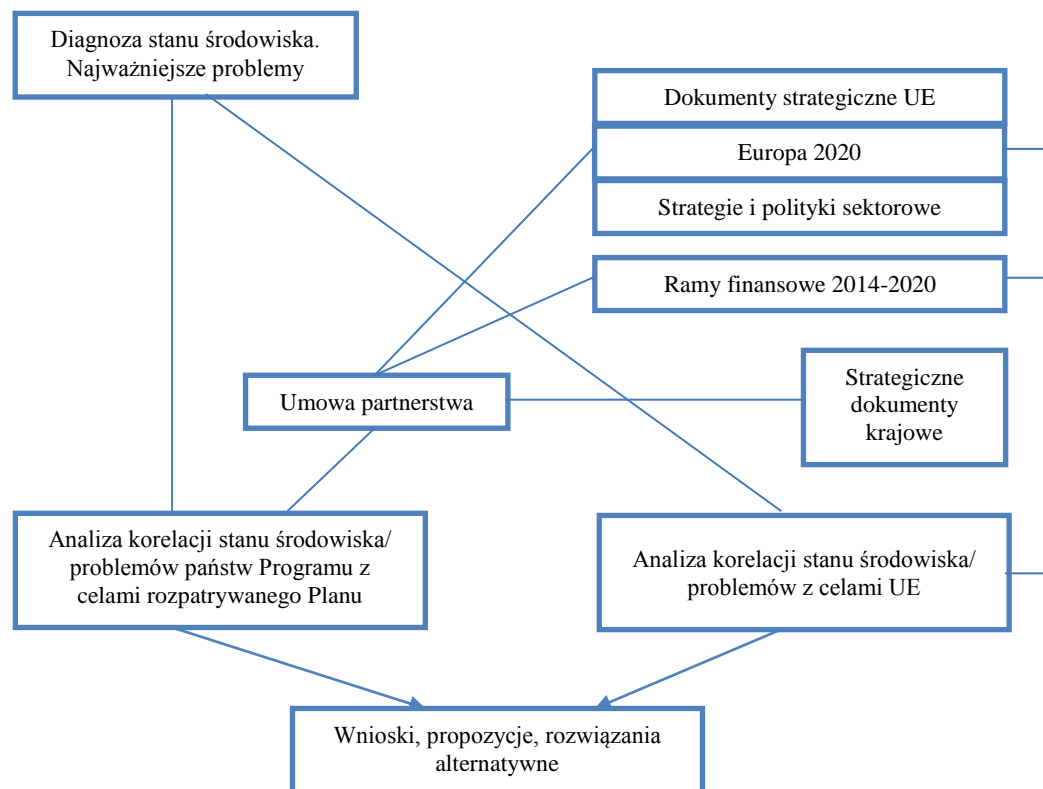 Diagnoza stanu środowiska.
Najważniejsze problemy
Dokumenty strategiczne UE
Europa 2020
Strategie i polityki sektorowe
Ramy finansowe 2014-2020
Umowa partnerstwa
Strategiczne
dokumenty
krajowe
Analiza korelacji stanu środowiska/
problemów państw Programu z
celami rozpatrywanego Planu
Analiza korelacji stanu środowiska/
problemów z celami UE
Wnioski, propozycje, rozwiązania
alternatywne